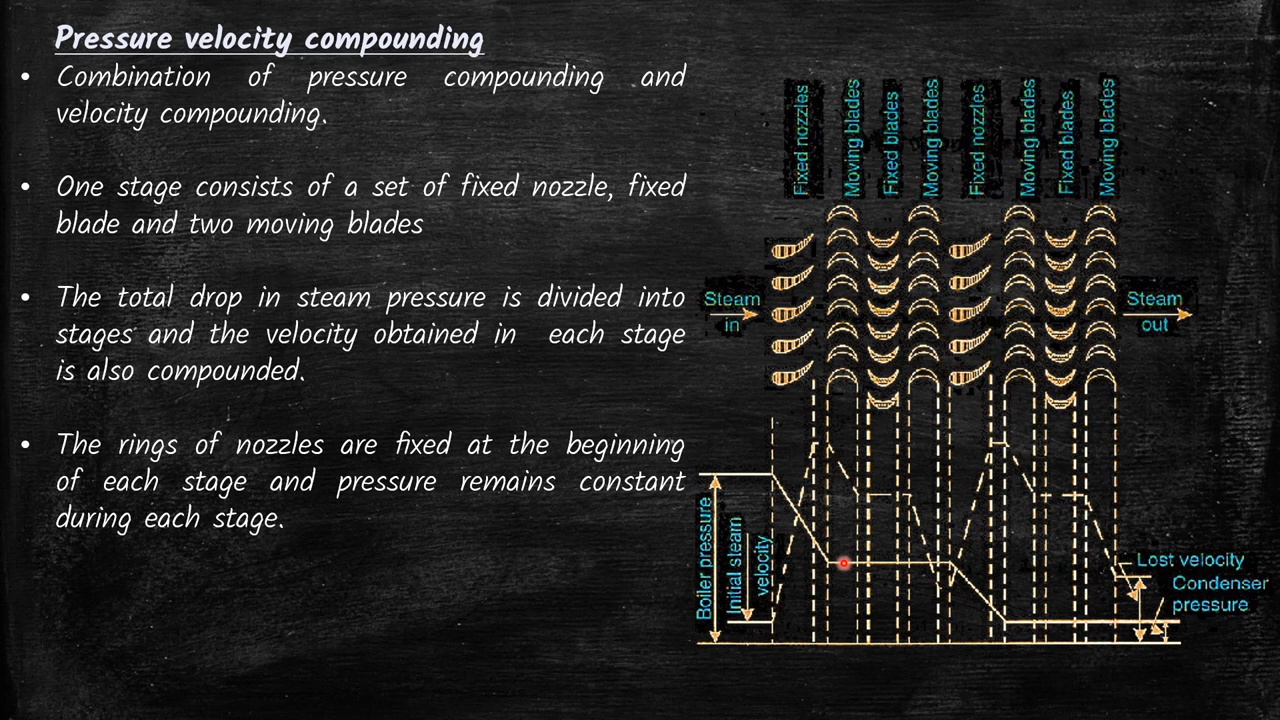 Pressure velocity compounding
• Combination of pressure compounding and
velocity compounding.
• One stage consists of a set of fixed nozzle, fixed
blade and two moving blades
• The total drop in steam pressure is divided into
stages and the velocity obtained in each stage
is also compounded.
• The rings of nozzles are fixed at the beginning
of each stage and pressure remains constant
during each stage.
Fixed nozzles
Moving blades
Fixed blades
Moving blades
Fixed nozzles
Moving blades
Fixed blades
Moving blades
Steam
in
Steam
out
Boiler pressure
Initial steam
velocity
Lost velocity
Condenser
pressure